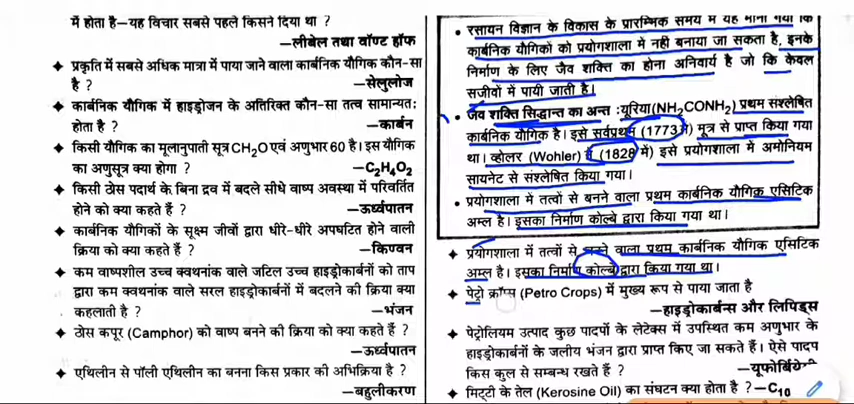 में होता है—यह विचार सबसे पहले किसने दिया था ?
—लीबेल तथा वॉण्ट हॉफ
✦ प्रकृति में सबसे अधिक मात्रा में पाया जाने वाला कार्बनिक यौगिक कौन-सा
है ? —सेलुलोज
✦ कार्बनिक यौगिक में हाइड्रोजन के अतिरिक्त कौन-सा तत्व सामान्यतः
होता है ? —कार्बन
✦ किसी यौगिक का मूलानुपाती सूत्र CH₂O एवं अणुभार 60 है। इस यौगिक
का अणुसूत्र क्या होगा ? —C₂H₄O₂
✦ किसी ठोस पदार्थ के बिना द्रव में बदले सीधे वाष्प अवस्था में परिवर्तित
होने को क्या कहते हैं ? —ऊर्ध्वपातन
✦ कार्बनिक यौगिकों के सूक्ष्म जीवों द्वारा धीरे-धीरे अपघटित होने वाली
क्रिया को क्या कहते हैं ? —किण्वन
✦ कम वाष्पशील उच्च क्वथनांक वाले जटिल उच्च हाइड्रोकार्बनों को ताप
द्वारा कम क्वथनांक वाले सरल हाइड्रोकार्बनों में बदलने की क्रिया क्या
कहलाती है ? —भंजन
✦ ठोस कपूर (Camphor) को वाष्प बनने की क्रिया को क्या कहते हैं ?
—ऊर्ध्वपातन
✦ एथिलीन से पॉली एथिलीन का बनना किस प्रकार की अभिक्रिया है ?
—बहुलीकरण
• रसायन विज्ञान के विकास के प्रारम्भिक समय में यह माना गया कि
कार्बनिक यौगिकों को प्रयोगशाला में नही बनाया जा सकता है, इनके
निर्माण के लिए जैव शक्ति का होना अनिवार्य है जो कि केवल
सजीवों में पायी जाती है।
• जैव शक्ति सिद्धान्त का अन्त : यूरिया(NH₂CONH₂) प्रथम संश्लेषित
कार्बनिक यौगिक है। इसे सर्वप्रथम (1773 में) मूत्र से प्राप्त किया गया
था। व्होलर (Wohler) ने (1828 में) इसे प्रयोगशाला में अमोनियम
सायनेट से संश्लेषित किया गया।
• प्रयोगशाला में तत्वों से बनने वाला प्रथम कार्बनिक यौगिक एसिटिक
अम्ल है। इसका निर्माण कोल्बे द्वारा किया गया था।
✦ प्रयोगशाला में तत्वों से बनने वाला प्रथम कार्बनिक यौगिक एसिटिक
अम्ल है। इसका निर्माण कोल्बे द्वारा किया गया था।
✦ पेट्रो क्रॉप्स (Petro Crops) में मुख्य रूप से पाया जाता है
—हाइड्रोकार्बन्स और लिपिड्स
✦ पेट्रोलियम उत्पाद कुछ पादपों के लेटेक्स में उपस्थित कम अणुभार के
हाइड्रोकार्बनों के जलीय भंजन द्वारा प्राप्त किए जा सकते हैं। ऐसे पादप
किस कुल से सम्बन्ध रखते हैं ?
✦ मिट्टी के तेल (Kerosine Oil) का संघटन क्या होता है ? —C₁₀